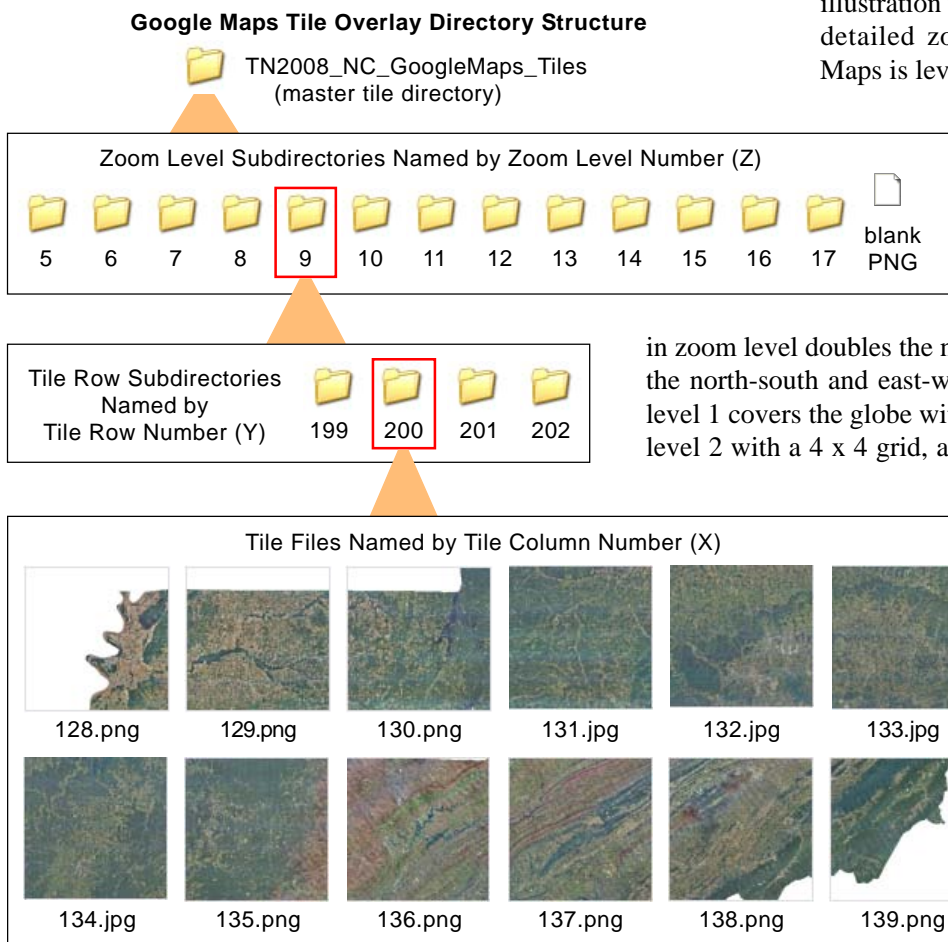 Google Maps Tile Overlay Directory Structure
illustration
detailed zo
Maps is lev
TN2008_NC_GoogleMaps_Tiles
(master tile directory)
Zoom Level Subdirectories Named by Zoom Level Number (Z)
5 6 7 8 9 10 11 12 13 14 15 16 17
blank
PNG
Tile Row Subdirectories
Named by
Tile Row Number (Y)
199 200 201 202
in zoom level doubles the n
the north-south and east-w
level 1 covers the globe wi
level 2 with a 4 x 4 grid, a
Tile Files Named by Tile Column Number (X)
128.png 129.png 130.png 131.jpg 132.jpg 133.jpg
134.jpg 135.png 136.png 137.png 138.png 139.png